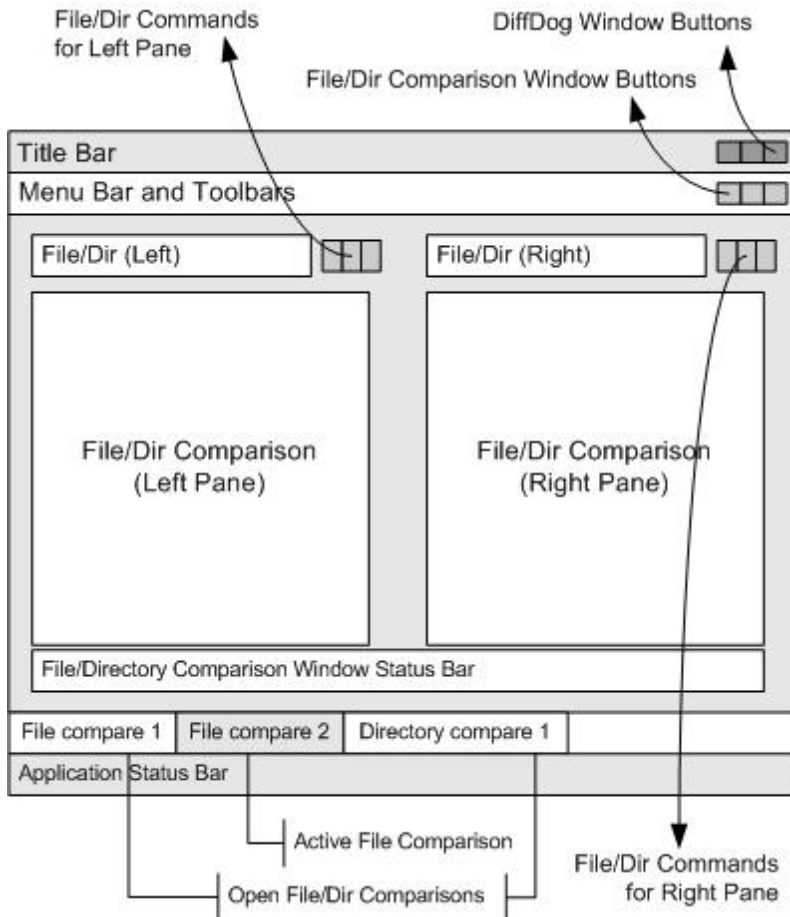 File/Dir Commands
for Left Pane
DiffDog Window Buttons
File/Dir Comparison Window Buttons
Title Bar
Menu Bar and Toolbars
File/Dir (Left)
File/Dir (Right)
File/Dir Comparison
(Left Pane)
File/Dir Comparison
(Right Pane)
File/Directory Comparison Window Status Bar
File compare 1
File compare 2
Directory compare 1
Application Status Bar
Active File Comparison
Open File/Dir Comparisons
File/Dir Commands
for Right Pane